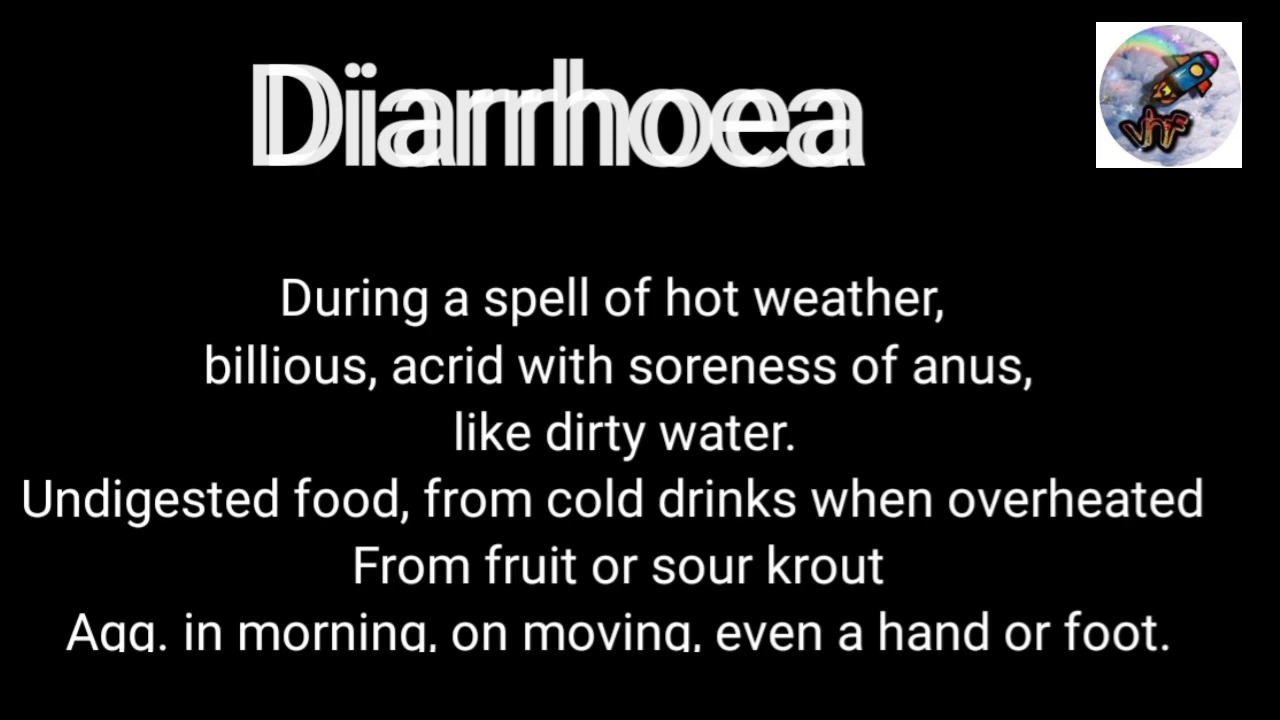 Diarrhoea
vhf
During a spell of hot weather,
billious, acrid with soreness of anus,
like dirty water.
Undigested food, from cold drinks when overheated
From fruit or sour krout
Agg. in morning, on moving, even a hand or foot.